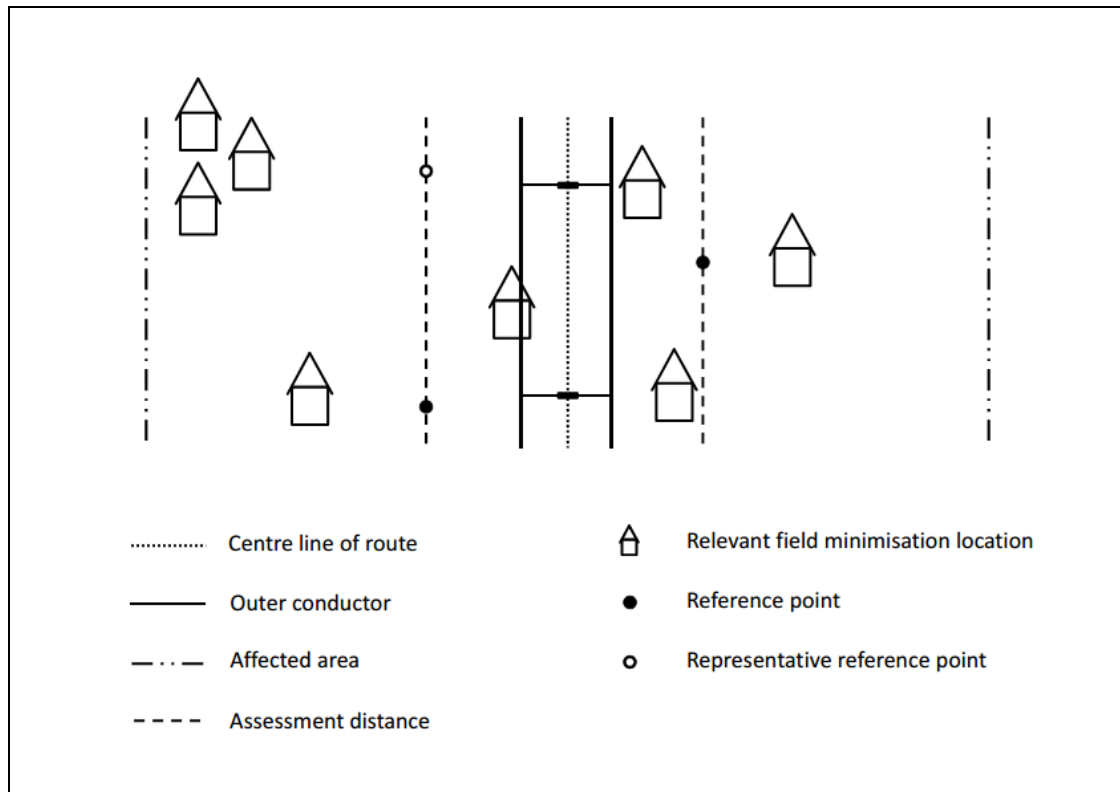 Centre line of route
Outer conductor
Affected area
Assessment distance
Relevant field minimisation location
Reference point
Representative reference point